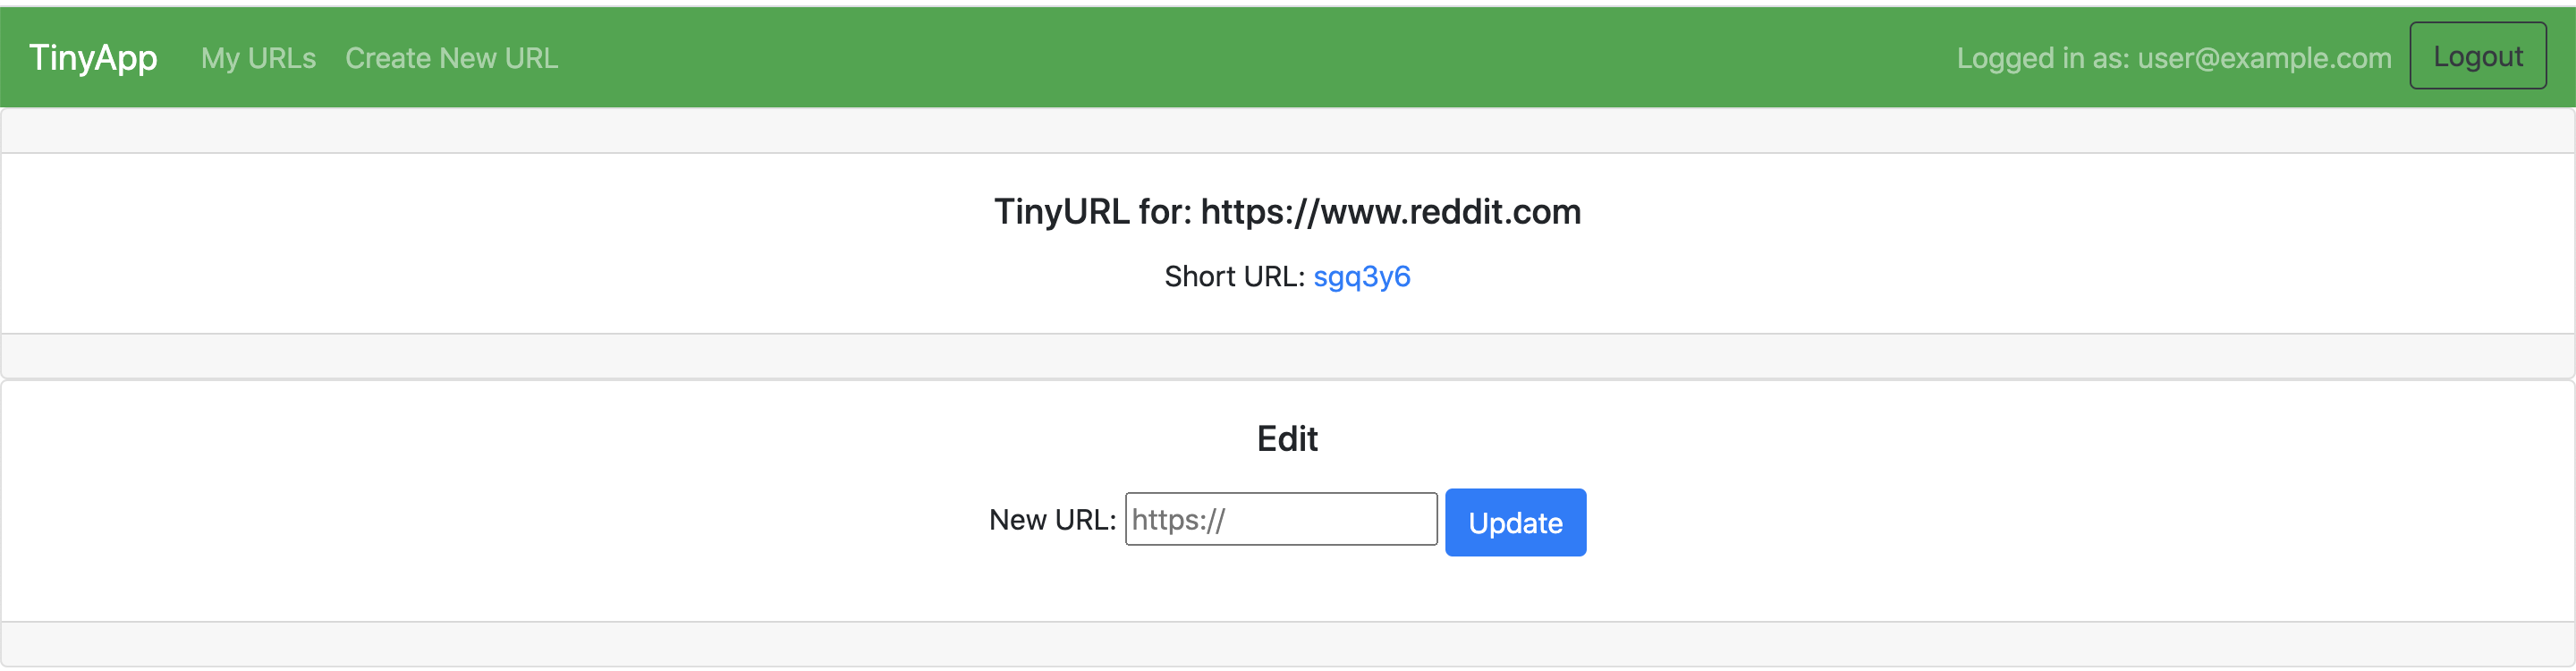 TinyApp My URLs Create New URL Logged in as: user@example.com Logout
TinyURL for: https://www.reddit.com
Short URL: sgq3y6
Edit
New URL: https:// Update